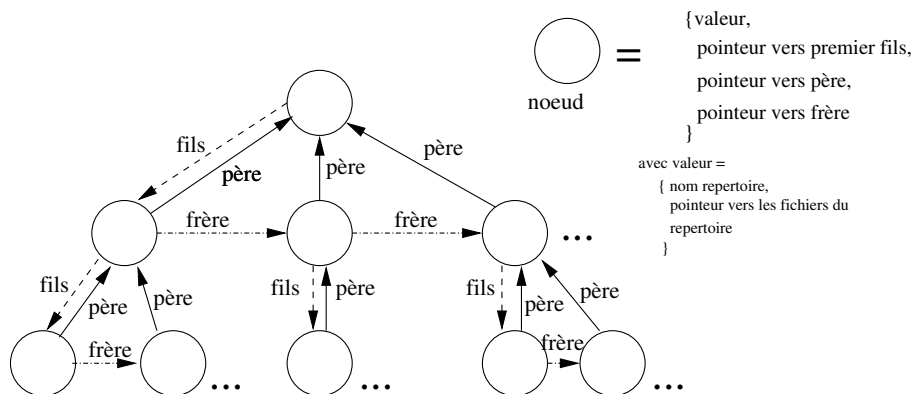 {valeur,
pointeur vers premier fils,
pointeur vers père,
pointeur vers frère
}
=
noeud
avec valeur =
{ nom repertoire,
pointeur vers les fichiers du
repertoire
}
fils
père
père
père
frère
frère
...
fils
père
père
fils
père
fils
père
père
frère
frère
...
...
...